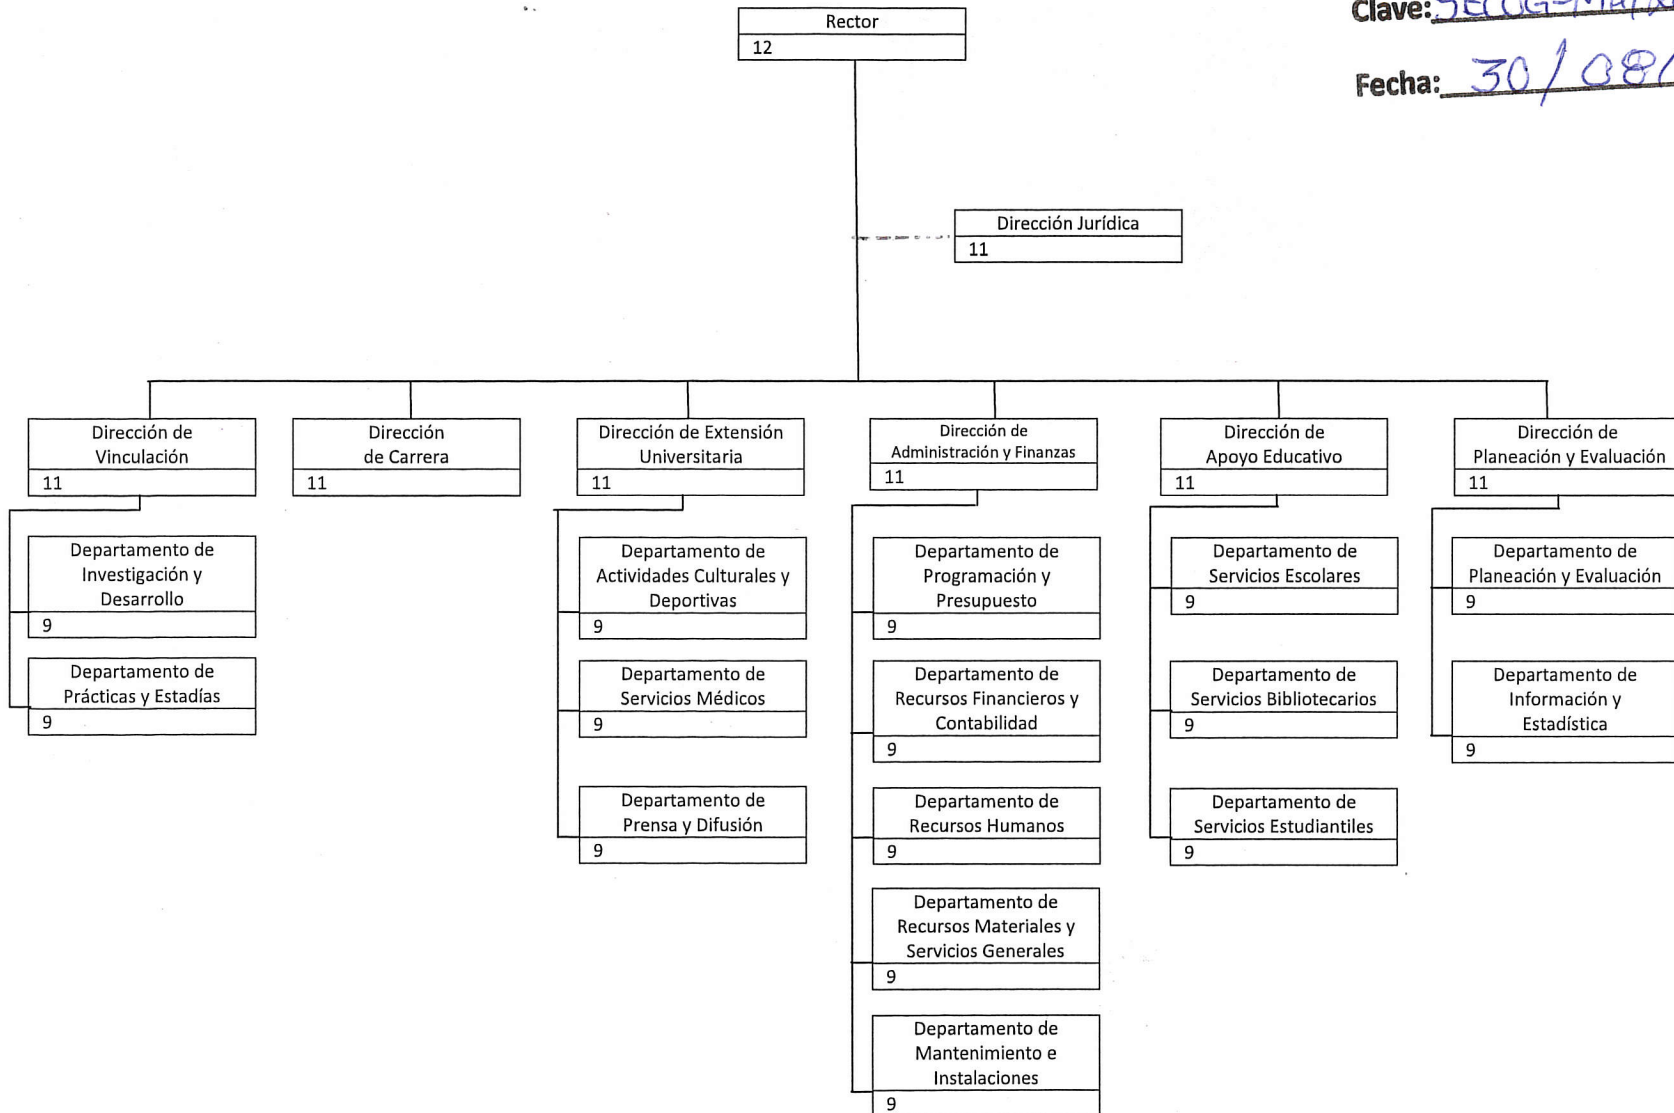 Clave:
Fecha: 30/08/
Rector
12
Dirección Jurídica
11
Dirección de
Vinculación
11
Departamento de
Investigación y
Desarrollo
9
Departamento de
Prácticas y Estadías
9
Dirección
de Carrera
11
Dirección de Extensión
Universitaria
11
Departamento de
Actividades Culturales y
Deportivas
9
Departamento de
Servicios Médicos
9
Departamento de
Prensa y Difusión
9
Dirección de
Administración y Finanzas
11
Departamento de
Programación y
Presupuesto
9
Departamento de
Recursos Financieros y
Contabilidad
9
Departamento de
Recursos Humanos
9
Departamento de
Recursos Materiales y
Servicios Generales
9
Departamento de
Mantenimiento e
Instalaciones
9
Dirección de
Apoyo Educativo
11
Departamento de
Servicios Escolares
9
Departamento de
Servicios Bibliotecarios
9
Departamento de
Servicios Estudiantiles
9
Dirección de
Planeación y Evaluación
11
Departamento de
Planeación y Evaluación
9
Departamento de
Información y
Estadística
9